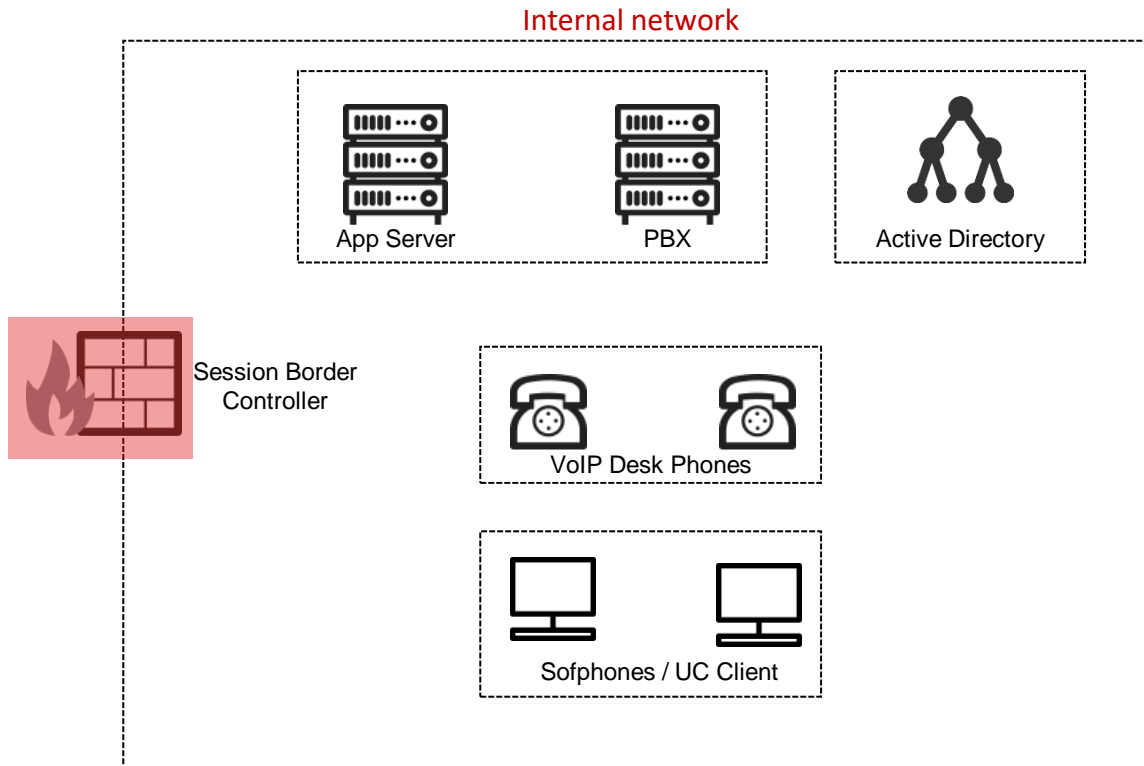 Internal network
App Server
PBX
Active Directory
Session Border
Controller
VoIP Desk Phones
Sofphones / UC Client